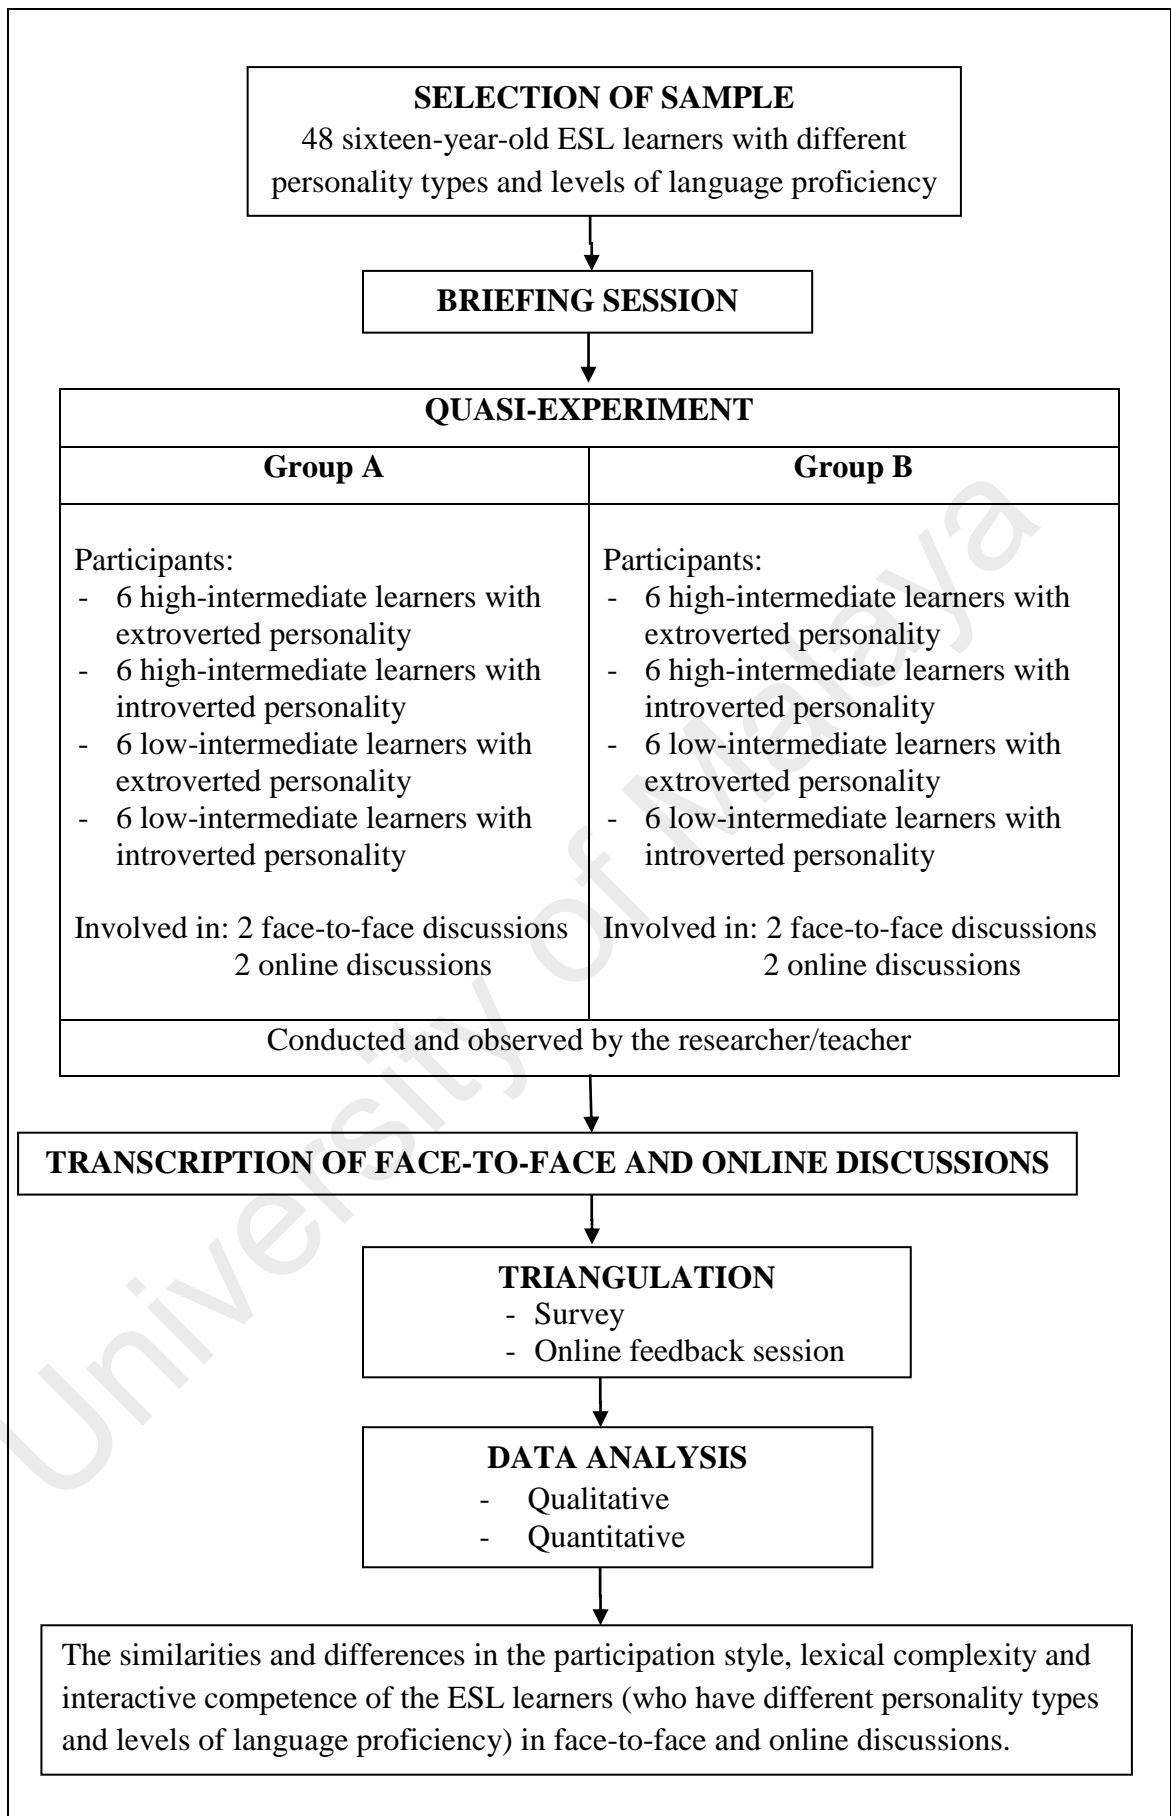 SELECTION OF SAMPLE
48 sixteen-year-old ESL learners with different
personality types and levels of language proficiency
BRIEFING SESSION
QUASI-EXPERIMENT
Group A
Participants:
- 6 high-intermediate learners with
extroverted personality
- 6 high-intermediate learners with
introverted personality
- 6 low-intermediate learners with
extroverted personality
- 6 low-intermediate learners with
introverted personality
Involved in: 2 face-to-face discussions
2 online discussions
Group B
Participants:
- 6 high-intermediate learners with
extroverted personality
- 6 high-intermediate learners with
introverted personality
- 6 low-intermediate learners with
extroverted personality
- 6 low-intermediate learners with
introverted personality
Involved in: 2 face-to-face discussions
2 online discussions
Conducted and observed by the researcher/teacher
TRANSCRIPTION OF FACE-TO-FACE AND ONLINE DISCUSSIONS
TRIANGULATION
- Survey
- Online feedback session
DATA ANALYSIS
- Qualitative
- Quantitative
The similarities and differences in the participation style, lexical complexity and
interactive competence of the ESL learners (who have different personality types
and levels of language proficiency) in face-to-face and online discussions.
University of Malaya